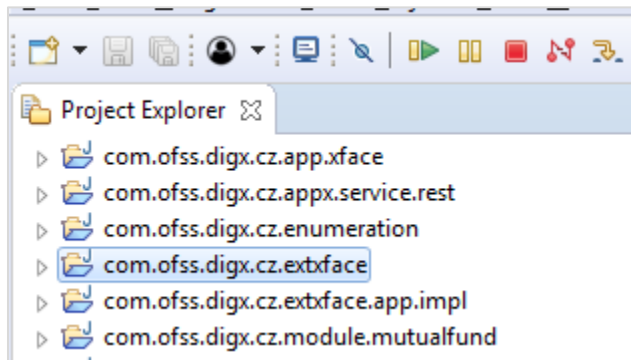 Project Explorer
com.ofss.digx.cz.app.xface
com.ofss.digx.cz.appx.service.rest
com.ofss.digx.cz.enumeration
com.ofss.digx.cz.extxface
com.ofss.digx.cz.extxface.app.impl
com.ofss.digx.cz.module.mutualfund